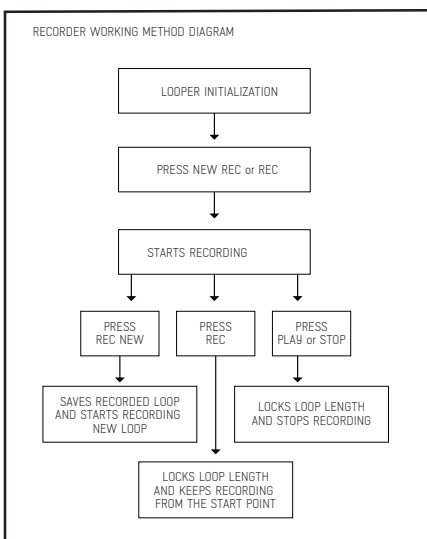 RECORDER WORKING METHOD DIAGRAM
LOOPER INITIALIZATION
PRESS NEW REC or REC
STARTS RECORDING
PRESS
REC NEW
PRESS
REC
PRESS
PLAY or STOP
SAVES RECORDED LOOP
AND STARTS RECORDING
NEW LOOP
LOCKS LOOP LENGTH
AND STOPS RECORDING
LOCKS LOOP LENGTH
AND KEEPS RECORDING
FROM THE START POINT